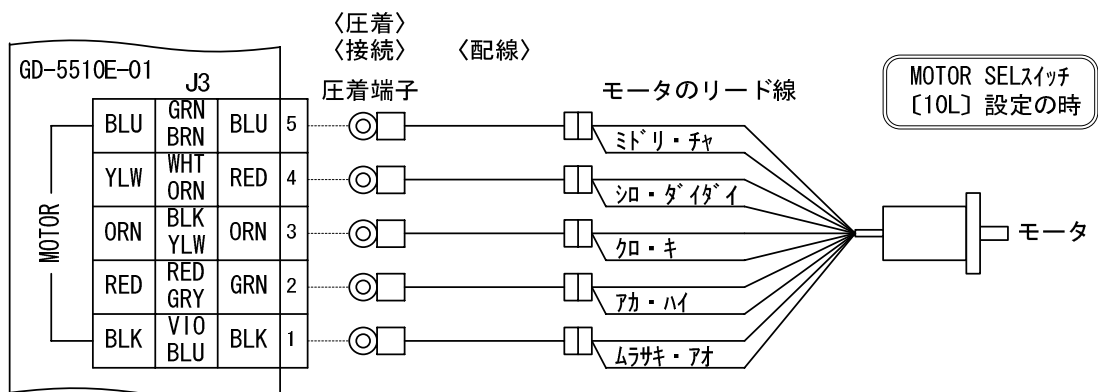 〈圧着〉
〈接続〉 〈配線〉
GD-5510E-01
J3
圧着端子
モータのリード線
MOTOR SELスイッチ
〔10L〕設定の時
MOTOR
BLU GRN BRN BLU 5
ミドリ・チャ
YLW WHT ORN RED 4
シロ・ダイダイ
ORN BLK YLW ORN 3
クロ・キ
モータ
RED RED GRY GRN 2
アカ・ハイ
BLK VIO BLU BLK 1
ムラサキ・アオ